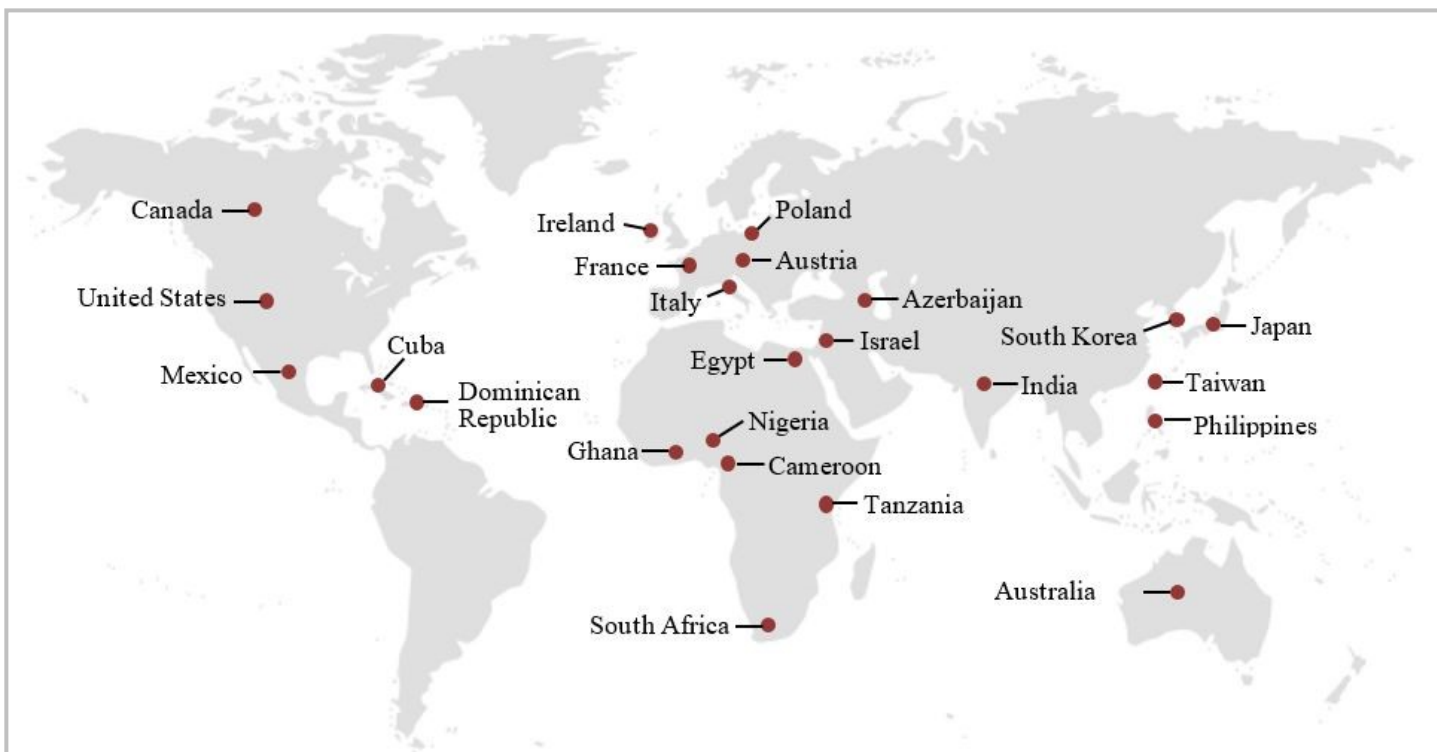 Canada
Ireland
Poland
France
Austria
United States
Italy
Azerbaijan
South Korea
Japan
Cuba
Israel
Mexico
Egypt
India
Taiwan
Dominican
Republic
Nigeria
Philippines
Ghana
Cameroon
Tanzania
Australia
South Africa